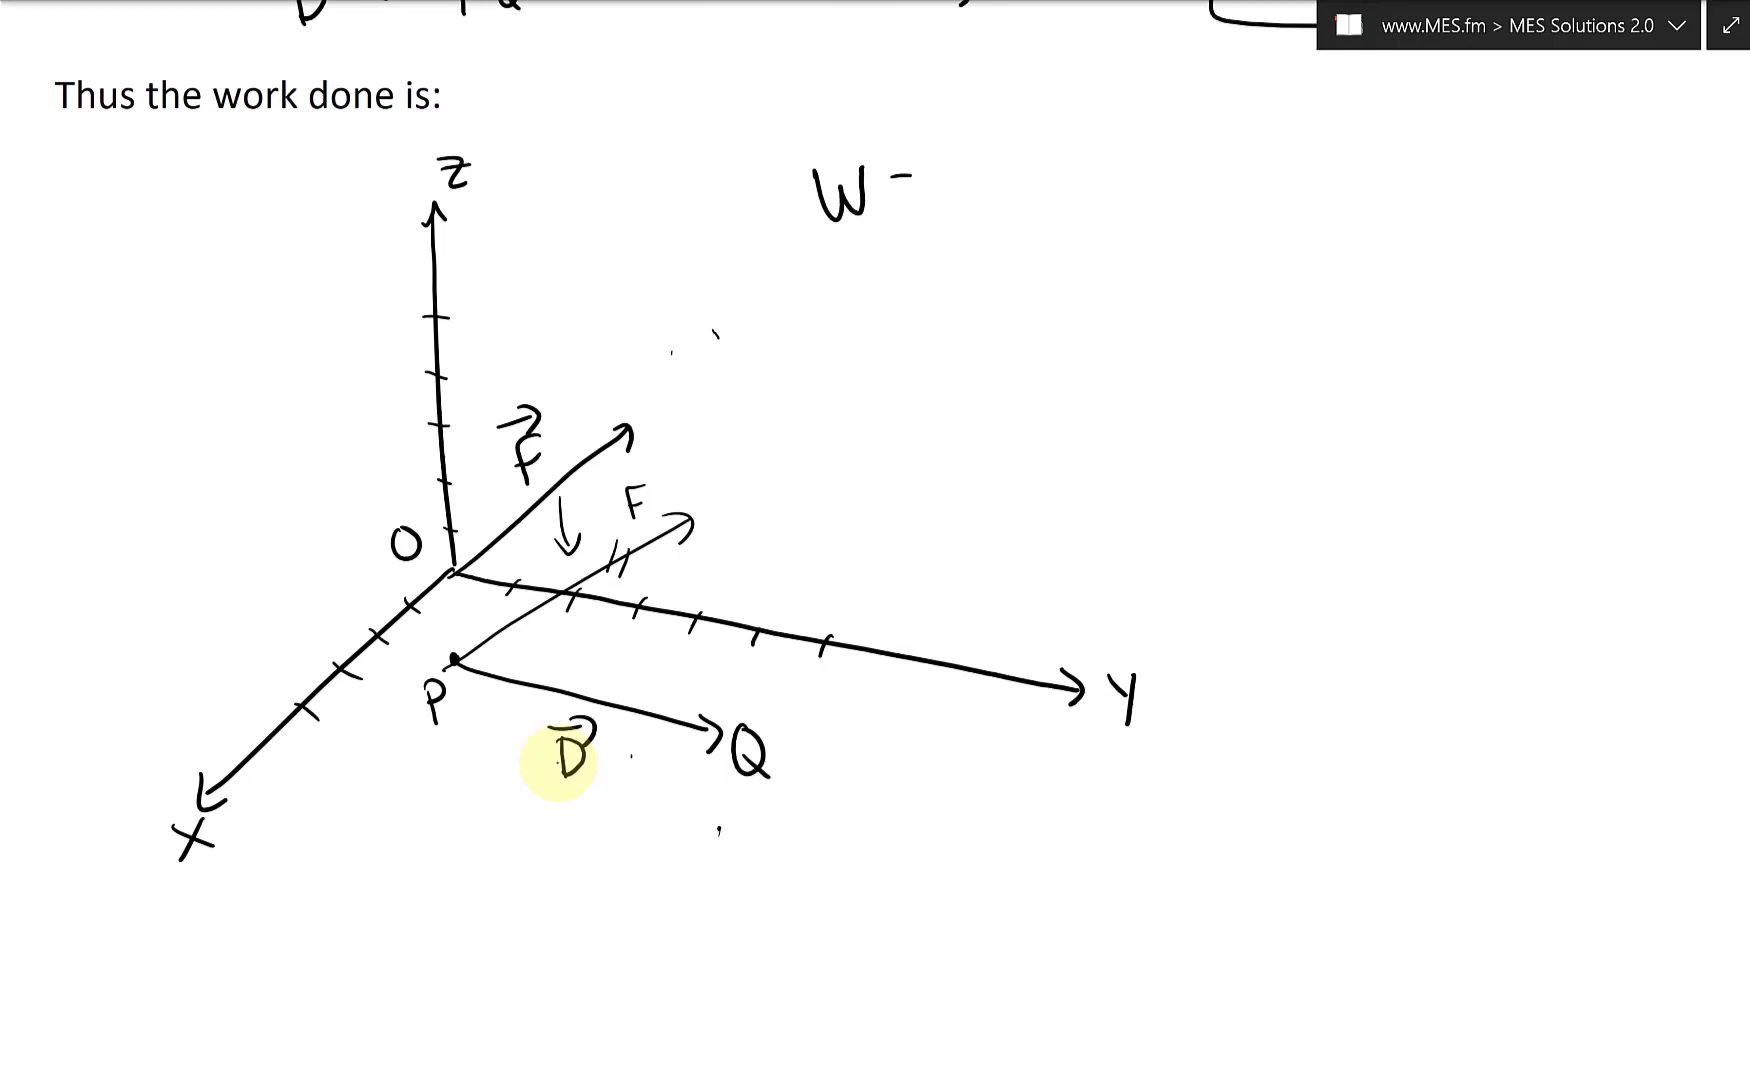 www.MES.fm > MES Solutions 2.0
Thus the work done is:
Z
W =
F
F
O
P
D
Q
Y
X